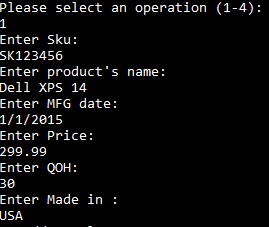 Please select an operation (1-4):
1
Enter Sku:
SK123456
Enter product's name:
Dell XPS 14
Enter MFG date:
1/1/2015
Enter Price:
299.99
Enter QOH:
30
Enter Made in :
USA